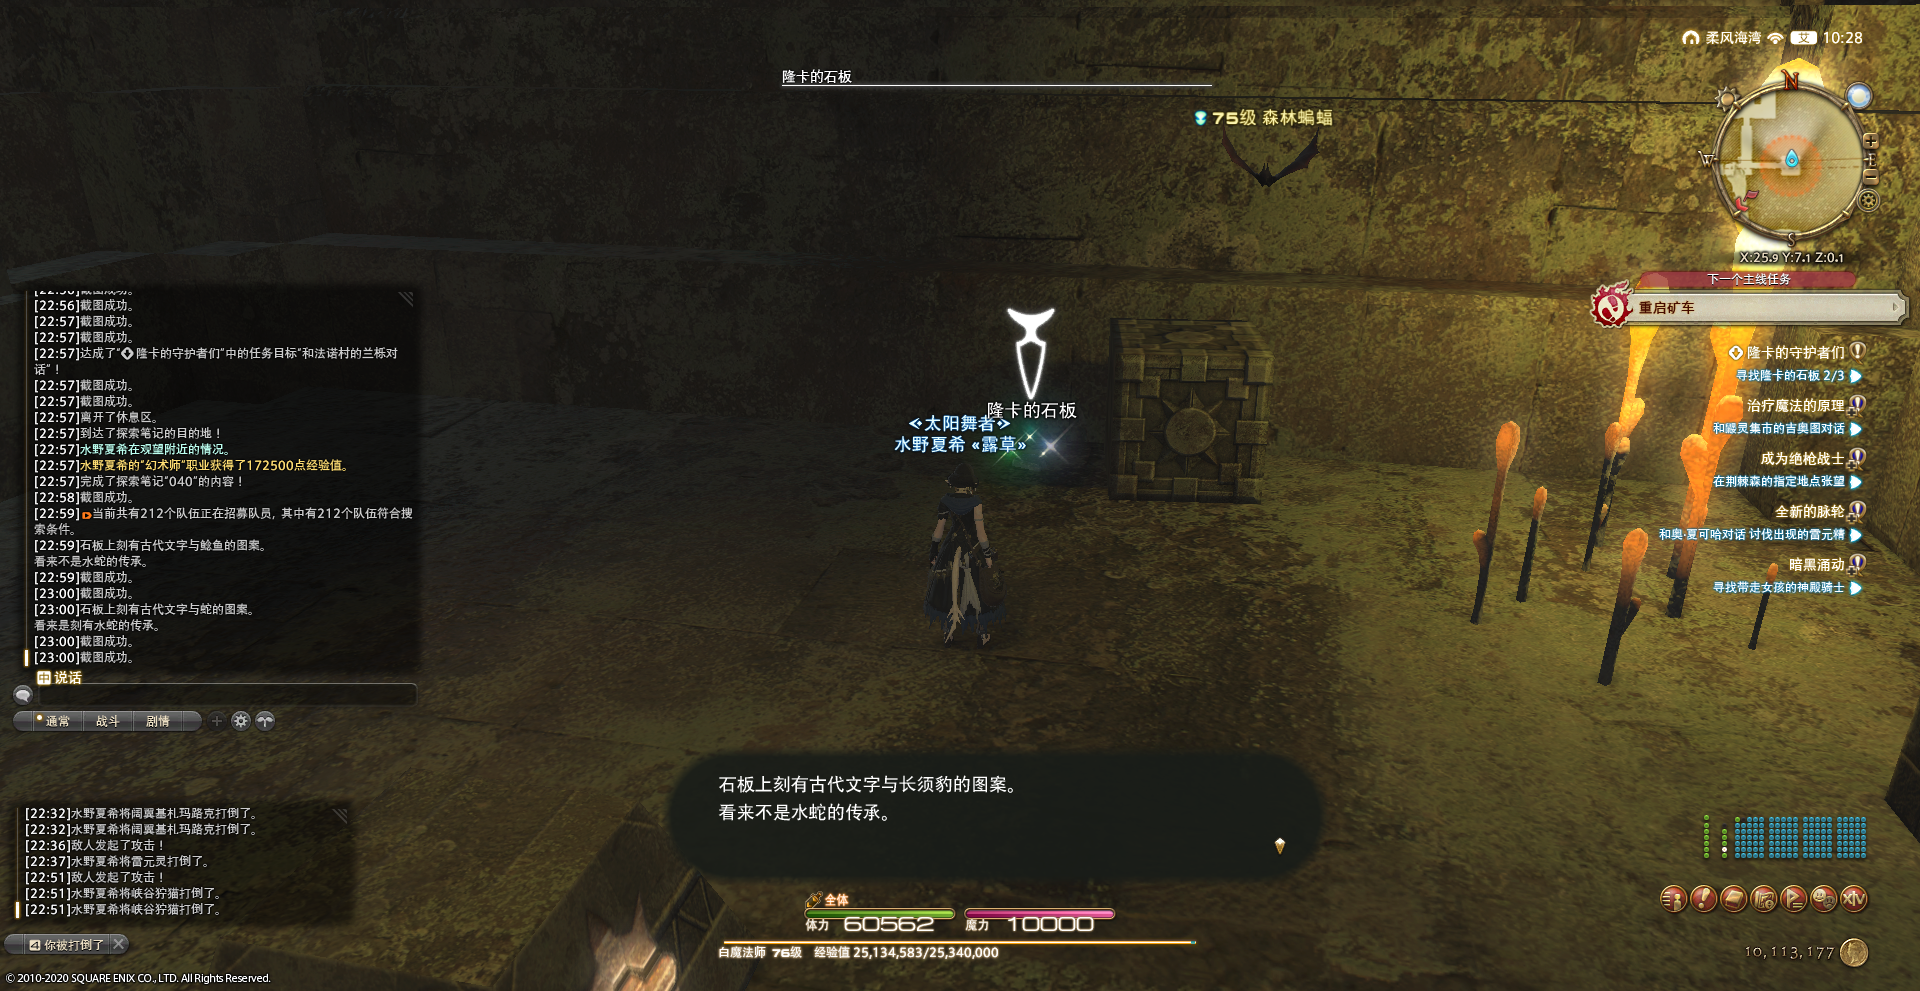 柔风海湾 艾 10:28
隆卡的石板
75级 森林蝙蝠
N
W
E
S
X:25.9 Y:7.1 Z:0.1
下一个主线任务
重启矿车
隆卡的守护者们
寻找隆卡的石板 2/3
治疗魔法的原理
和鼹灵集市的吉奥图对话
成为绝枪战士
在荆棘森的指定地点张望
全新的脉轮
和奥·夏可哈对话 讨伐出现的雷元精
暗黑涌动
寻找带走女孩的神殿骑士
隆卡的石板
<太阳舞者>
水野夏希 «露草»
[22:56]截图成功。
[22:56]截图成功。
[22:57]截图成功。
[22:57]截图成功。
[22:57]达成了“隆卡的守护者们”中的任务目标“和法诺村的兰栎对
话”！
[22:57]截图成功。
[22:57]截图成功。
[22:57]离开了休息区。
[22:57]到达了探索笔记的目的地！
[22:57]水野夏希在观望附近的情况。
[22:57]水野夏希的“幻术师”职业获得了172500点经验值。
[22:57]完成了探索笔记“040”的内容！
[22:58]截图成功。
[22:59]当前共有212个队伍正在招募队员，其中有212个队伍符合搜
索条件。
[22:59]石板上刻有古代文字与鲶鱼的图案。
看来不是水蛇的传承。
[22:59]截图成功。
[23:00]截图成功。
[23:00]石板上刻有古代文字与蛇的图案。
看来是刻有水蛇的传承。
[23:00]截图成功。
[23:00]截图成功。
说话
通常 战斗 剧情
石板上刻有古代文字与长须豹的图案。
看来不是水蛇的传承。
[22:32]水野夏希将阔翼基札玛路克打倒了。
[22:32]水野夏希将阔翼基札玛路克打倒了。
[22:36]敌人发起了攻击！
[22:37]水野夏希将雷元灵打倒了。
[22:51]敌人发起了攻击！
[22:51]水野夏希将峡谷狞猫打倒了。
[22:51]水野夏希将峡谷狞猫打倒了。
4 你被打倒了
全体
体力 60562 魔力 10000
白魔法师 76级 经验值 25,134,583/25,340,000
XIV
10,113,177
© 2010-2020 SQUARE ENIX CO., LTD. All Rights Reserved.